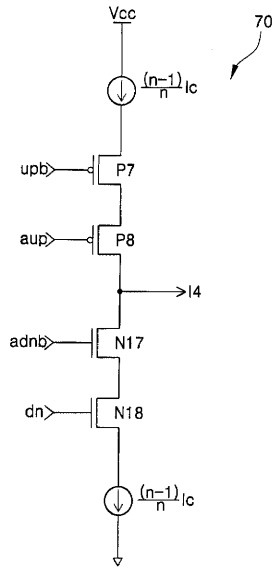 Vcc
70
(n-1)/n Ic
upb
P7
aup
P8
I4
adnb
N17
dn
N18
(n-1)/n Ic